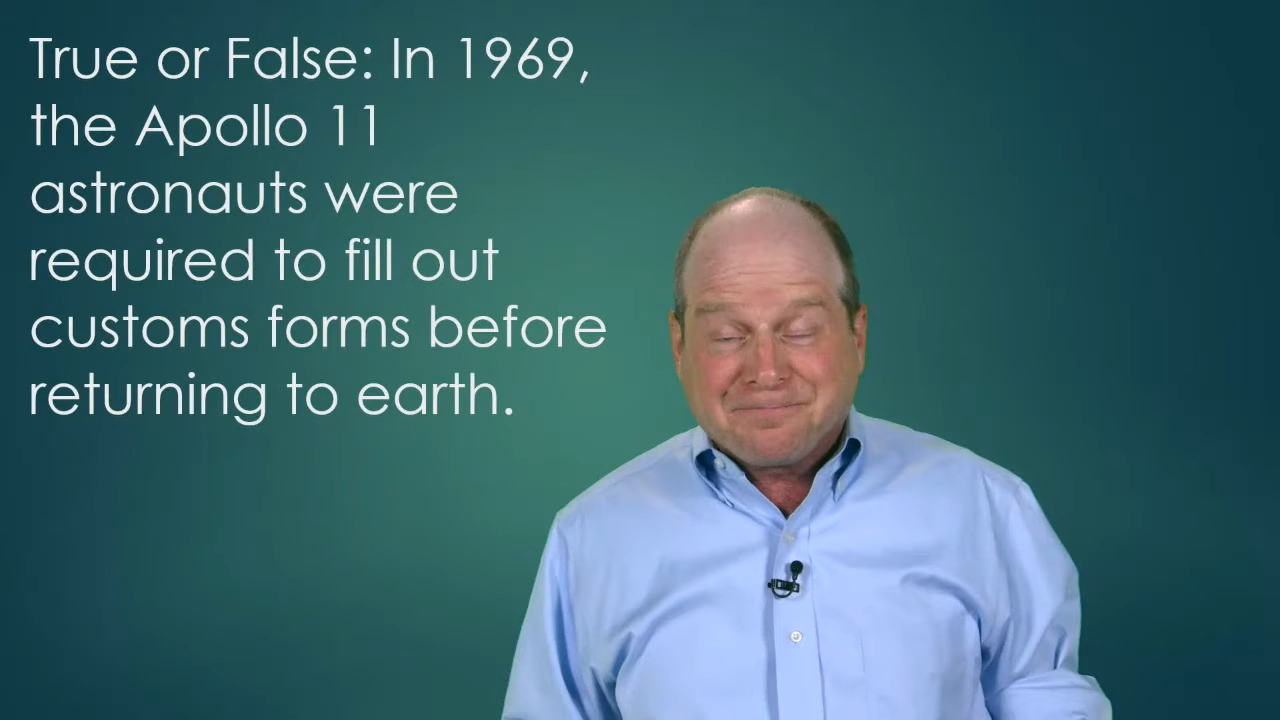 True or False: In 1969,
the Apollo 11
astronauts were
required to fill out
customs forms before
returning to earth.